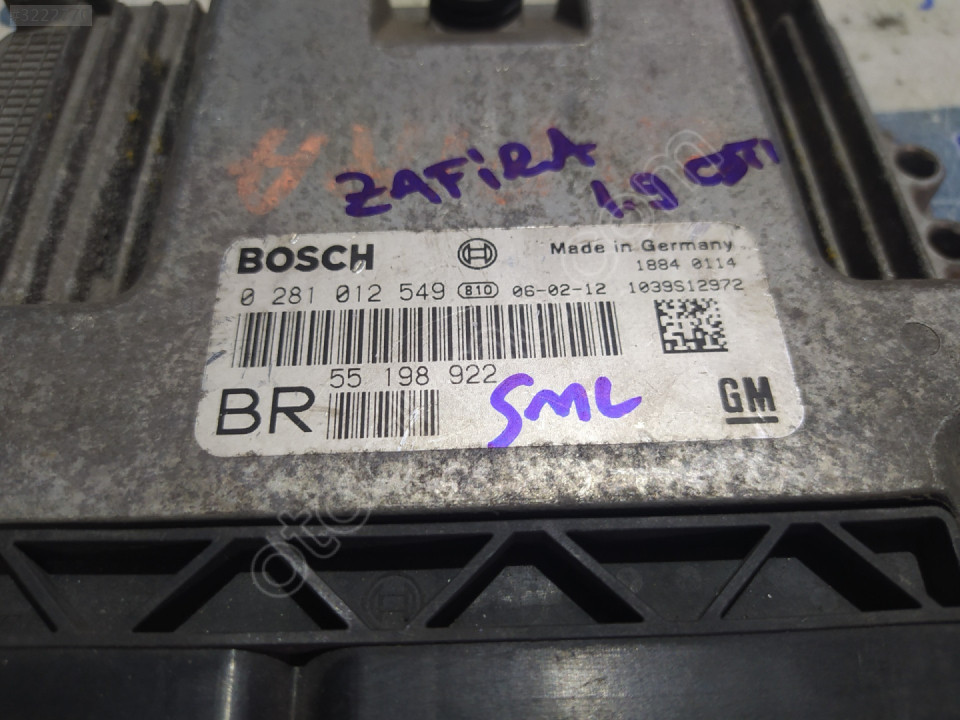 ZAFiRA
1.9 CDTI
BOSCH
Made in Germany
1884 0114
0 281 012 549 B10 06-02-12 1039S12972
55 198 922
BR
SML
GM